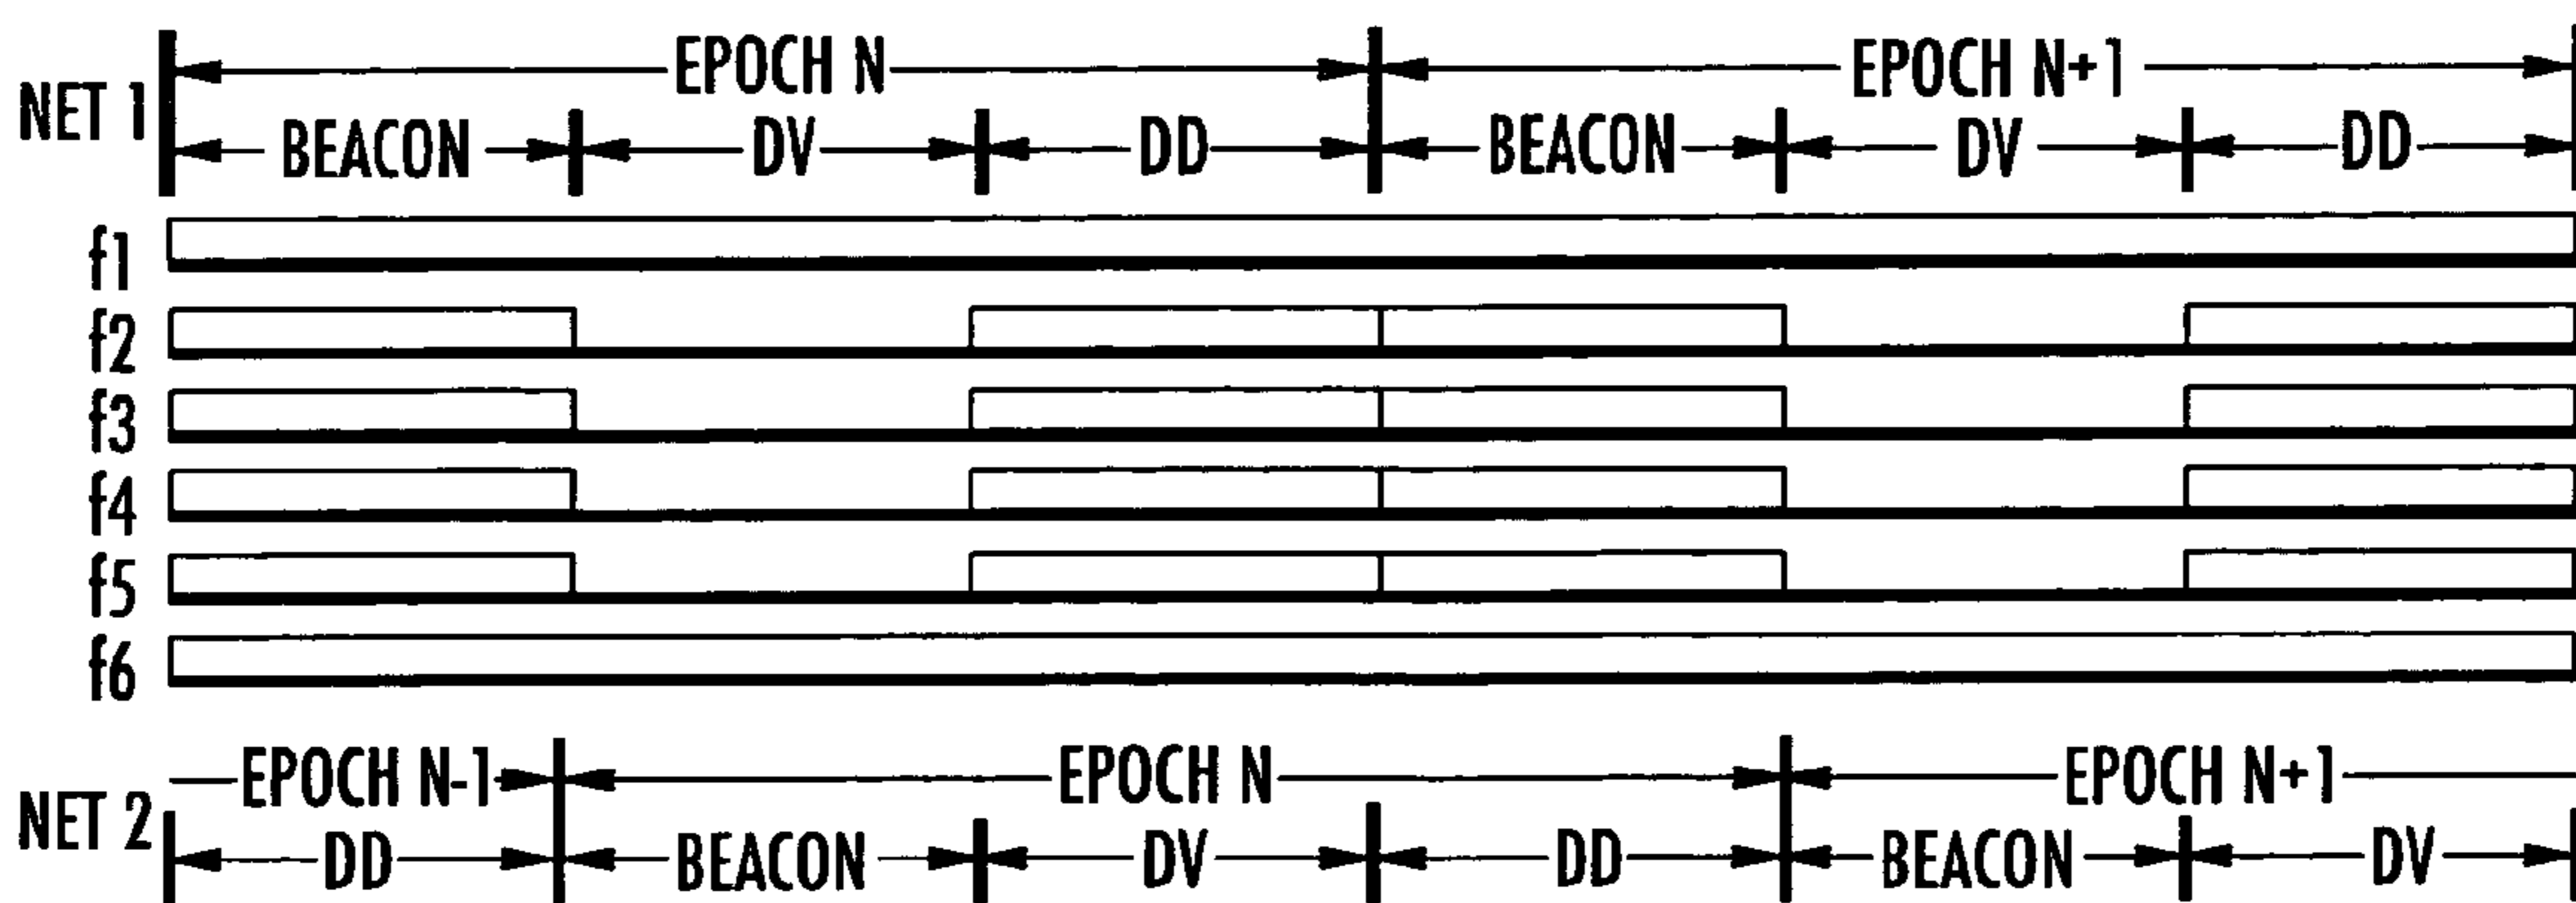 EPOCH N EPOCH N+1
NET 1 BEACON DV DD BEACON DV DD
f1
f2
f3
f4
f5
f6
EPOCH N-1 EPOCH N EPOCH N+1
NET 2 DD BEACON DV DD BEACON DV